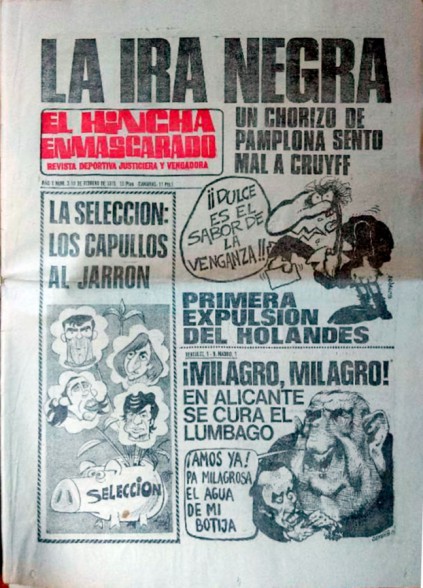 LA IRA NEGRA
EL HINCHA
ENMASCARADO
REVISTA DEPORTIVA JUSTICIERA Y VENGADORA
UN CHORIZO DE
PAMPLONA SENTO
MAL A CRUYFF
LA SELECCION:
LOS CAPULLOS
AL JARRON
¡¡DULCE
ES EL
SABOR DE
LA
VENGANZA!!
PRIMERA
EXPULSION
DEL HOLANDES
SELECCION
¡MILAGRO, MILAGRO!
EN ALICANTE
SE CURA EL
LUMBAGO
¡AMOS YA!
PA MILAGROSA
EL AGUA
DE MI
BOTIJA